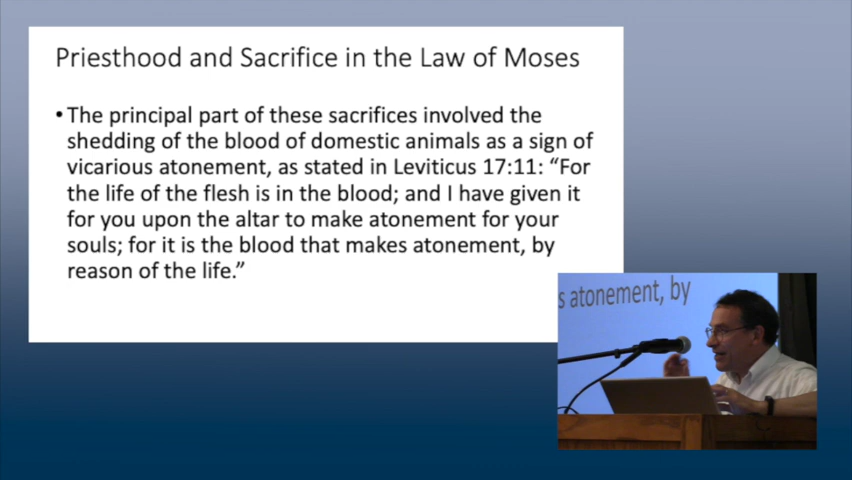 Priesthood and Sacrifice in the Law of Moses
• The principal part of these sacrifices involved the
shedding of the blood of domestic animals as a sign of
vicarious atonement, as stated in Leviticus 17:11: “For
the life of the flesh is in the blood; and I have given it
for you upon the altar to make atonement for your
souls; for it is the blood that makes atonement, by
reason of the life.”
s atonement, by